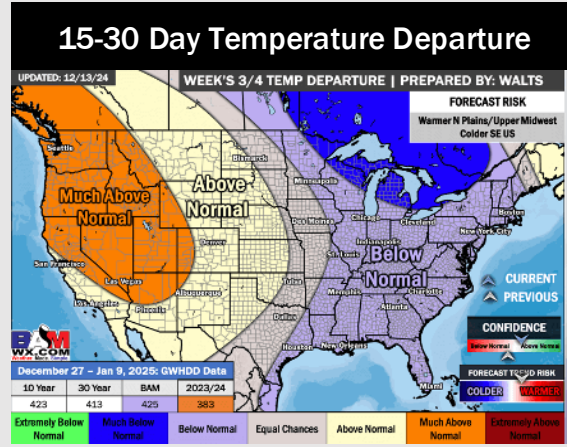 15-30 Day Temperature Departure
UPDATED: 12/13/24
WEEK'S 3/4 TEMP DEPARTURE | PREPARED BY: WALTS
FORECAST RISK
Warmer N Plains/Upper Midwest
Colder SE US
Seattle
Bismarck
Minneapolis
Much Above
Normal
Above
Normal
Des Moines
Chicago
Cleveland
Boston
New York City
Denver
Indianapolis
St. Louis
Below
Normal
San Francisco
Las Vegas
Los Angeles
Phoenix
Albuquerque
Tulsa
Memphis
Charlotte
Atlanta
Dallas
Houston
New Orleans
Miami
CURRENT
PREVIOUS
CONFIDENCE
Below Normal
Above Normal
FORECAST TREND RISK
COLDER
WARMER
BAM
WX.COM
December 27 – Jan 9, 2025: GWHDD Data
10 Year 30 Year BAM 2023/24
423 413 425 383
Extremely Below
Normal
Much Below
Normal
Below Normal
Equal Chances
Above Normal
Much Above
Normal
Extremely Above
Normal